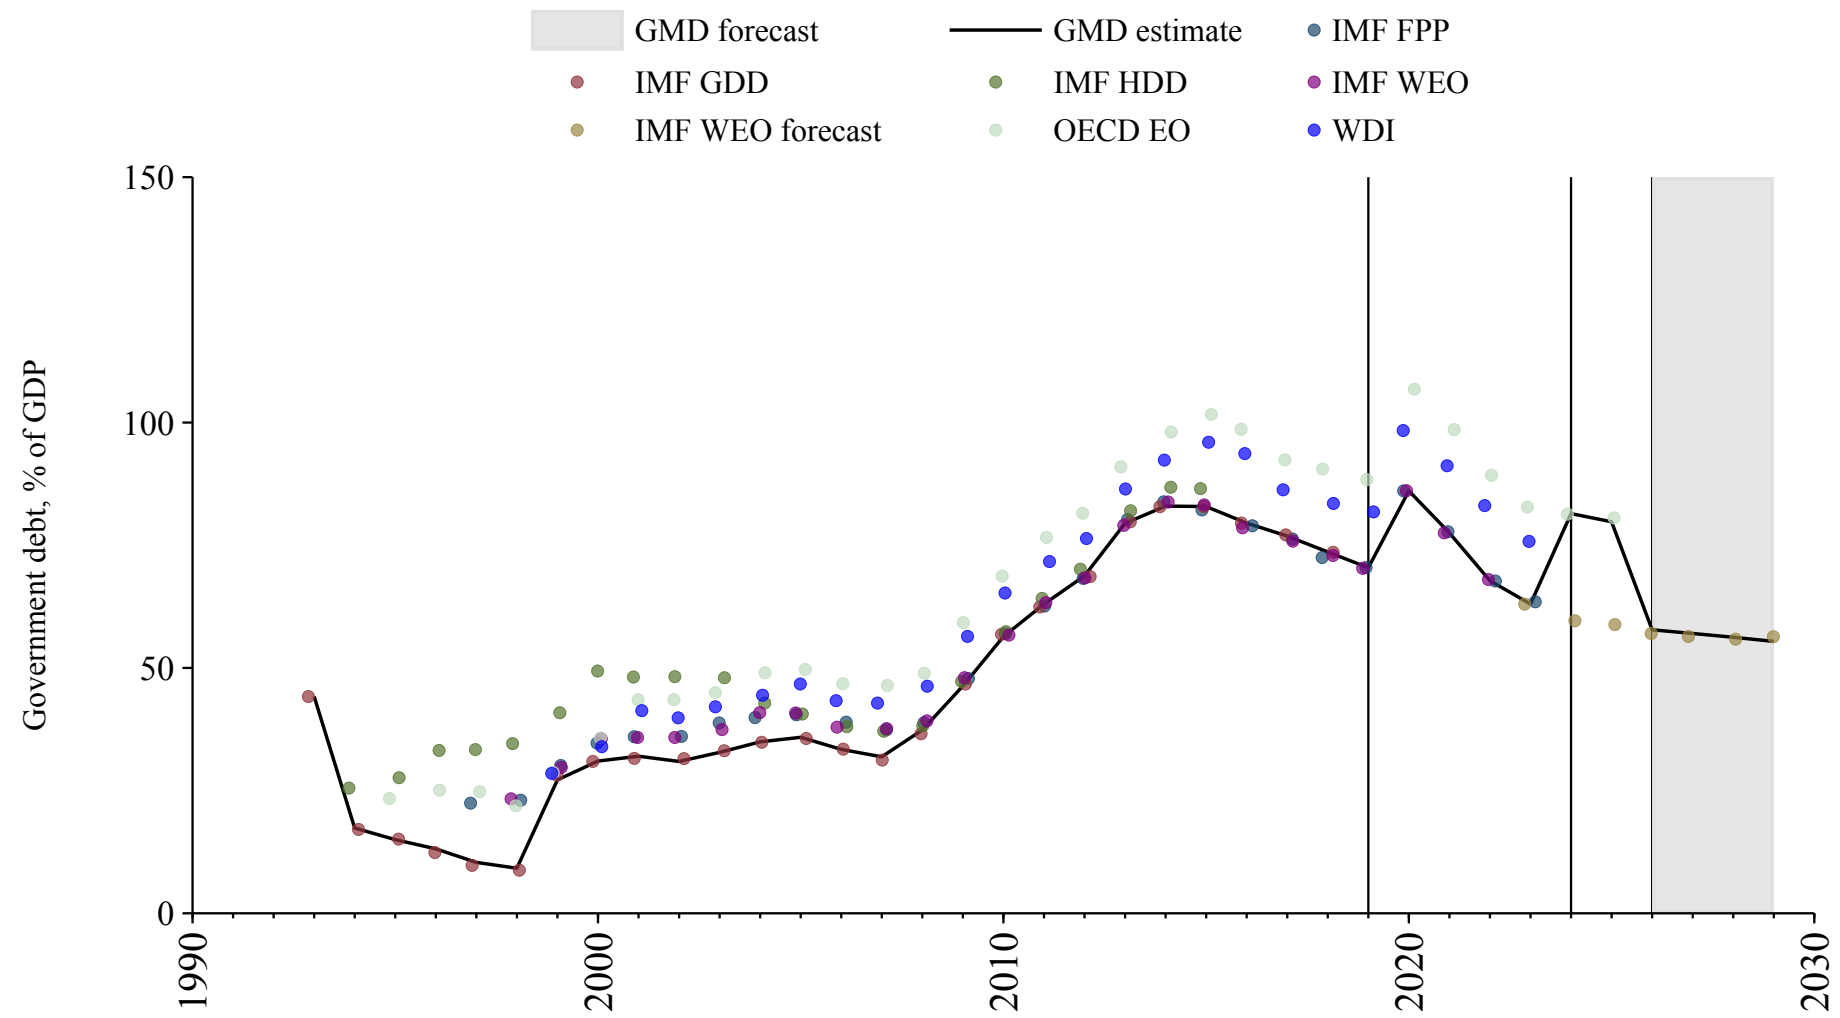 GMD forecast
GMD estimate
IMF FPP
IMF GDD
IMF HDD
IMF WEO
IMF WEO forecast
OECD EO
WDI
Government debt, % of GDP
150
100
50
0
1990
2000
2010
2020
2030